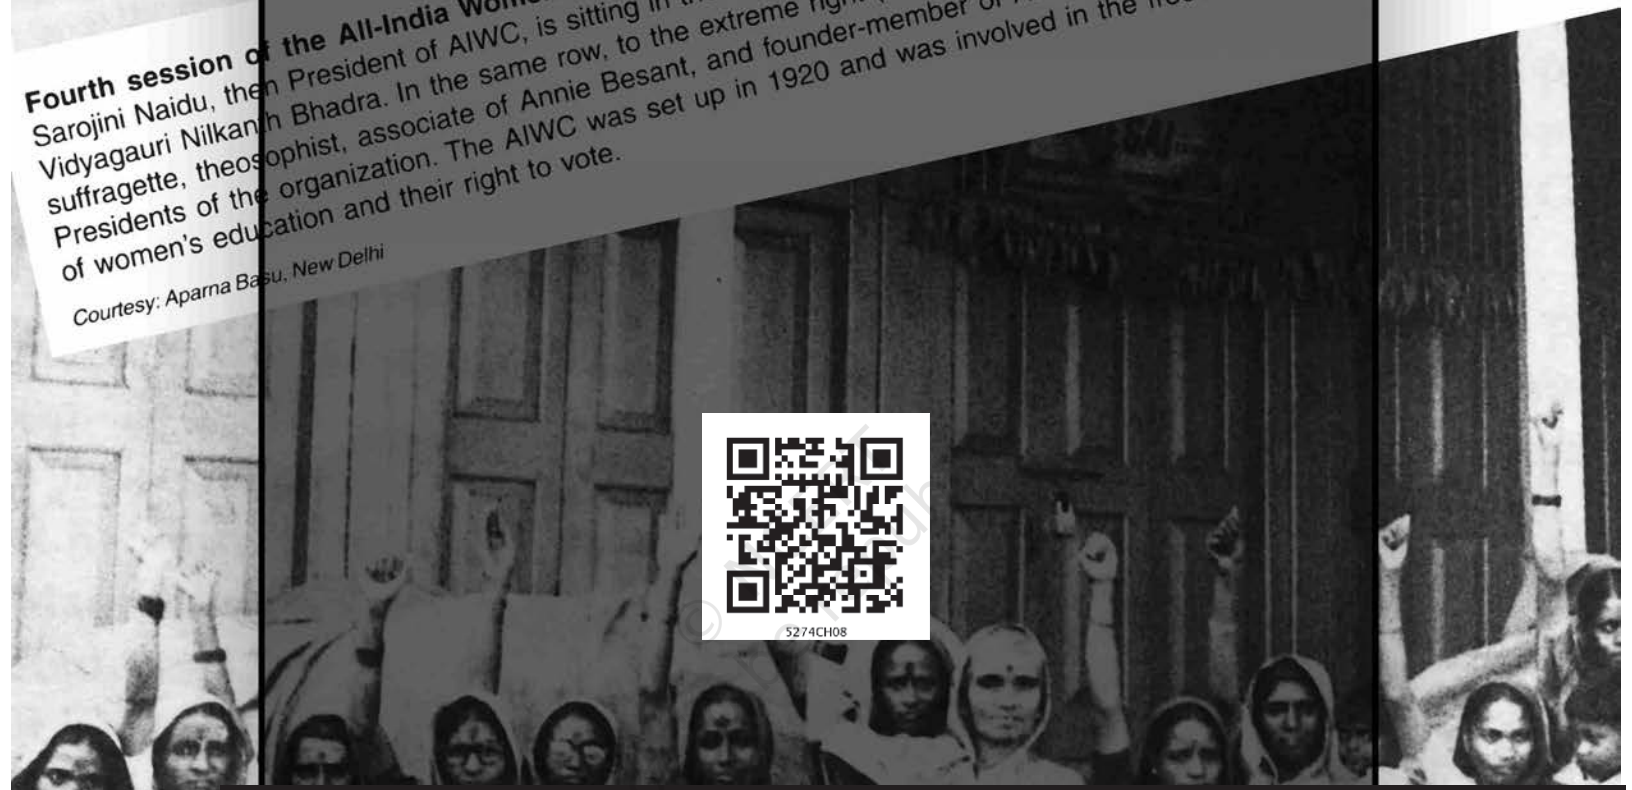 Fourth session of the All-India
Sarojini Naidu, then President of AIWC, is sitting in
Vidyagauri Nilkanth Bhadra. In the same row, to the extreme
suffragette, theosophist, associate of Annie Besant, and founder-member of
Presidents of the organization. The AIWC was set up in 1920 and was involved in the
of women's education and their right to vote.
Courtesy: Aparna Basu, New Delhi
5274CH08